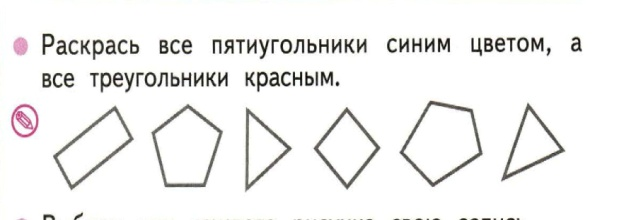 Раскрась все пятиугольники синим цветом, а
все треугольники красным.